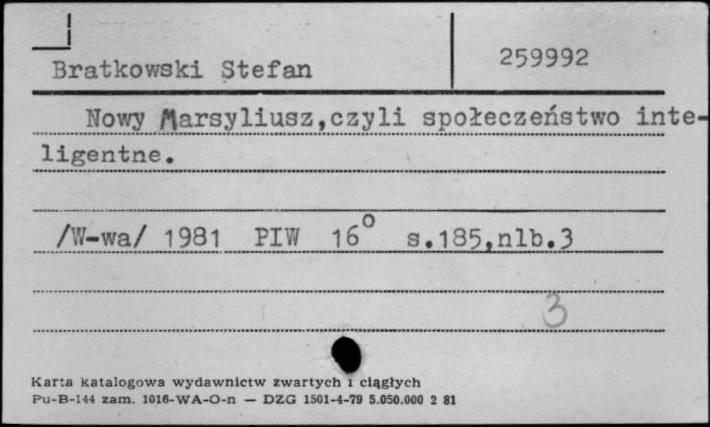 Bratkowski Stefan 259992
Nowy Marsyliusz,czyli społeczeństwo inte-
ligentne.
/W-wa/ 1981 PIW 16° s.185,nlb.3
3
Karta katalogowa wydawnictw zwartych i ciągłych
Pu-B-144 zam. 1016-WA-O-n — DZG 1501-4-79 5.050.000 2 81